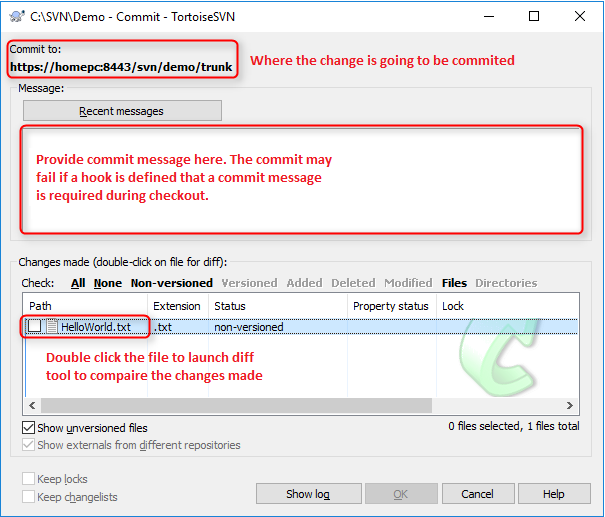 C:\SVN\Demo - Commit - TortoiseSVN
Commit to:
https://homepc:8443/svn/demo/trunk
Where the change is going to be commited
Message:
Recent messages
Provide commit message here. The commit may
fail if a hook is defined that a commit message
is required during checkout.
Changes made (double-click on file for diff):
Check: All None Non-versioned Versioned Added Deleted Modified Files Directories
Path Extension Status Property status Lock
HelloWorld.txt .txt non-versioned
Double click the file to launch diff
tool to compaire the changes made
Show unversioned files
0 files selected, 1 files total
Show externals from different repositories
Keep locks
Keep changelists
Show log OK Cancel Help